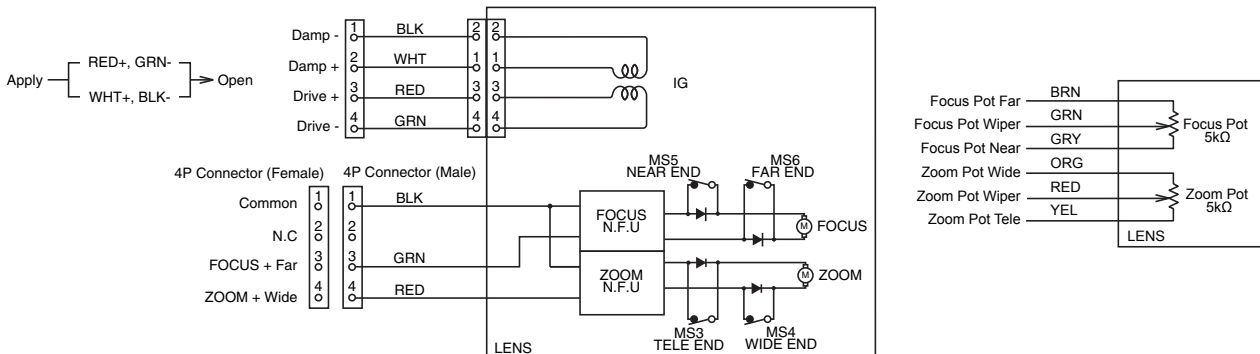 Apply
RED+, GRN-
WHT+, BLK-
Open
Damp - 1 BLK 2 2
Damp + 2 WHT 1 1
Drive + 3 RED 3 3
Drive - 4 GRN 4 4
IG
4P Connector (Female) 4P Connector (Male)
Common 1 1 BLK
N.C 2 2
FOCUS + Far 3 3 GRN
ZOOM + Wide 4 4 RED
MS5
NEAR END
MS6
FAR END
FOCUS
N.F.U
M FOCUS
ZOOM
N.F.U
M ZOOM
MS3
TELE END
MS4
WIDE END
LENS
Focus Pot Far BRN
Focus Pot Wiper GRN
Focus Pot Near GRY
Focus Pot
5kΩ
Zoom Pot Wide ORG
Zoom Pot Wiper RED
Zoom Pot Tele YEL
Zoom Pot
5kΩ
LENS